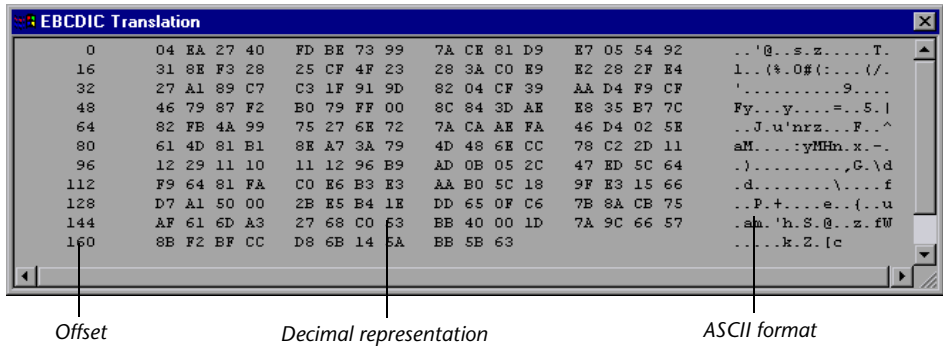 EBCDIC Translation
0 04 EA 27 40 FD BE 73 99 7A CE 81 D9 E7 05 54 92 ..'@..s.z.....T.
16 31 8E F3 28 25 CF 4F 23 28 3A C0 E9 E2 28 2F E4 1..(%.O#(:...(/.
32 27 A1 89 C7 C3 1F 91 9D 82 04 CF 39 AA D4 F9 CF '..........9....
48 46 79 87 F2 B0 79 FF 00 8C 84 3D AE E8 35 B7 7C Fy...y....=..5.|
64 82 FB 4A 99 75 27 6E 72 7A CA AE FA 46 D4 02 5E ..J.u'nrz...F..^
80 61 4D 81 B1 8E A7 3A 79 4D 48 6E CC 78 C2 2D 11 aM....:yMHn.x.-.
96 12 29 11 10 11 12 96 B9 AD 0B 05 2C 47 ED 5C 64 .).........,G.\d
112 F9 64 81 FA C0 E6 B3 E3 AA B0 5C 18 9F E3 15 66 .d........\....f
128 D7 A1 50 00 2B E5 B4 1E DD 65 0F C6 7B 8A CB 75 ..P.+....e..{..u
144 AF 61 6D A3 27 68 C0 53 BB 40 00 1D 7A 9C 66 57 .am.'h.S.@..z.fW
160 8B F2 BF CC D8 6B 14 5A BB 5B 63 .....k.Z.[c
Offset Decimal representation ASCII format